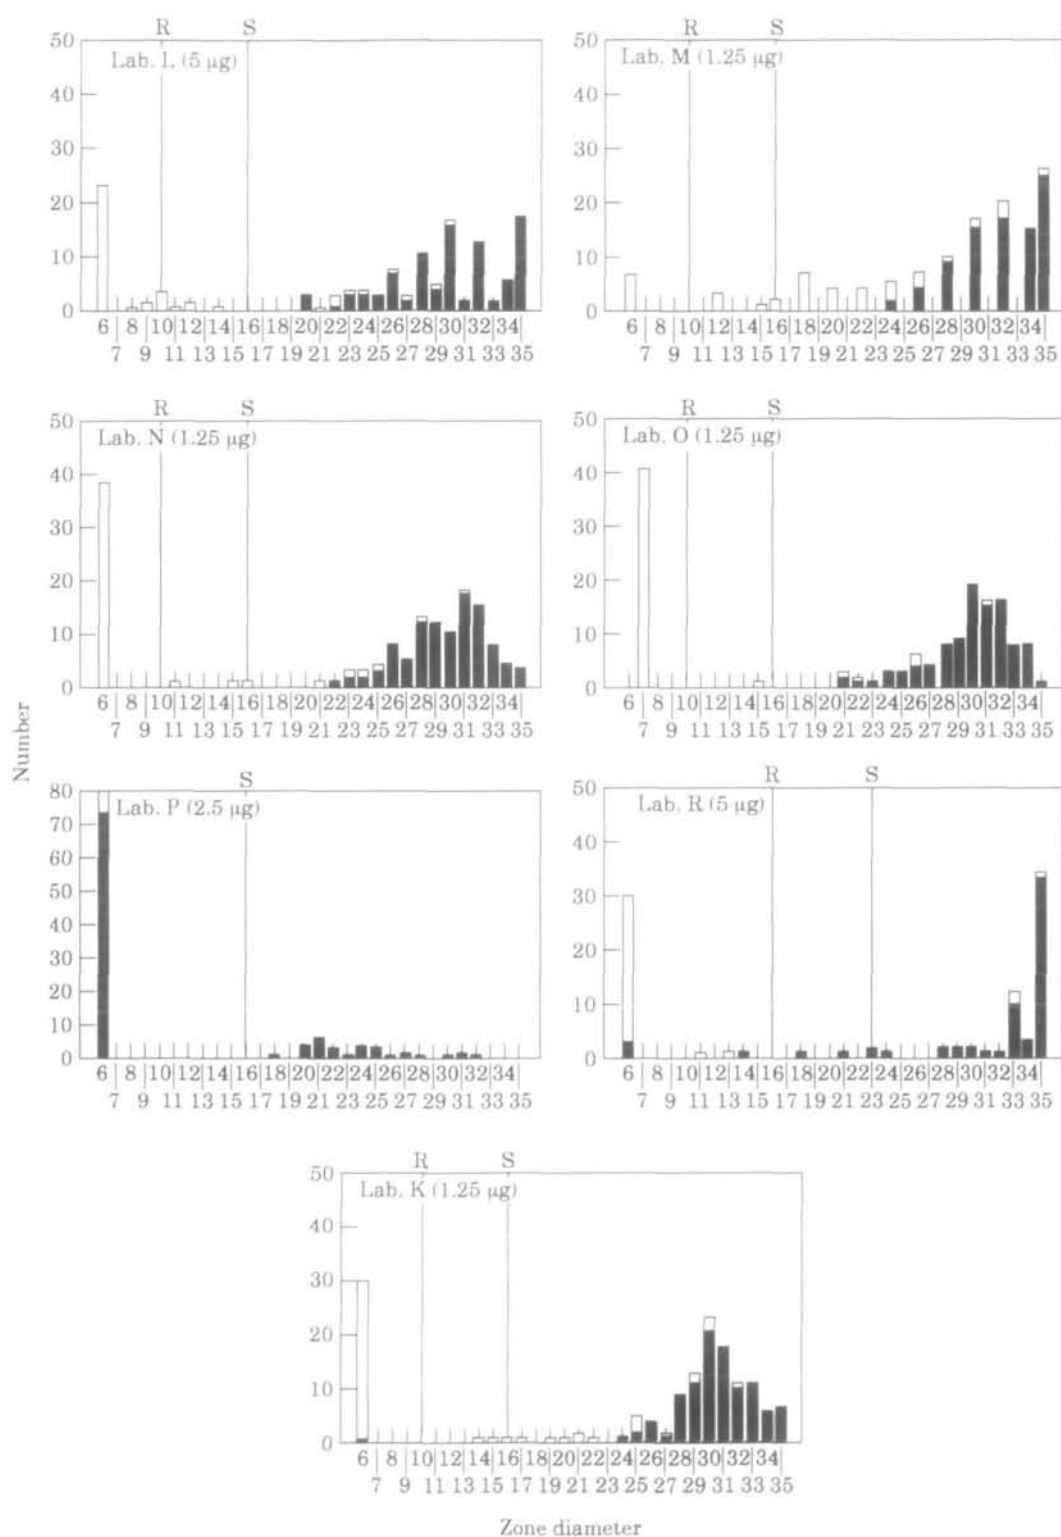 R S R S
50 Lab. L (5 μg) 50 Lab. M (1.25 μg)
40 40
30 30
20 20
10 10
0 0
6 8 10 12 14 16 18 20 22 24 26 28 30 32 34 6 8 10 12 14 16 18 20 22 24 26 28 30 32 34
7 9 11 13 15 17 19 21 23 25 27 29 31 33 35 7 9 11 13 15 17 19 21 23 25 27 29 31 33 35
R S R S
50 Lab. N (1.25 μg) 50 Lab. O (1.25 μg)
40 40
30 30
20 20
10 10
0 0
6 8 10 12 14 16 18 20 22 24 26 28 30 32 34 6 8 10 12 14 16 18 20 22 24 26 28 30 32 34
7 9 11 13 15 17 19 21 23 25 27 29 31 33 35 7 9 11 13 15 17 19 21 23 25 27 29 31 33 35
Number
S R S
80 Lab. P (2.5 μg) 50 Lab. R (5 μg)
70 40
60 30
50 20
40 10
30 0
20
10
0
6 8 10 12 14 16 18 20 22 24 26 28 30 32 34 6 8 10 12 14 16 18 20 22 24 26 28 30 32 34
7 9 11 13 15 17 19 21 23 25 27 29 31 33 35 7 9 11 13 15 17 19 21 23 25 27 29 31 33 35
R S
50 Lab. K (1.25 μg)
40
30
20
10
0
6 8 10 12 14 16 18 20 22 24 26 28 30 32 34
7 9 11 13 15 17 19 21 23 25 27 29 31 33 35
Zone diameter